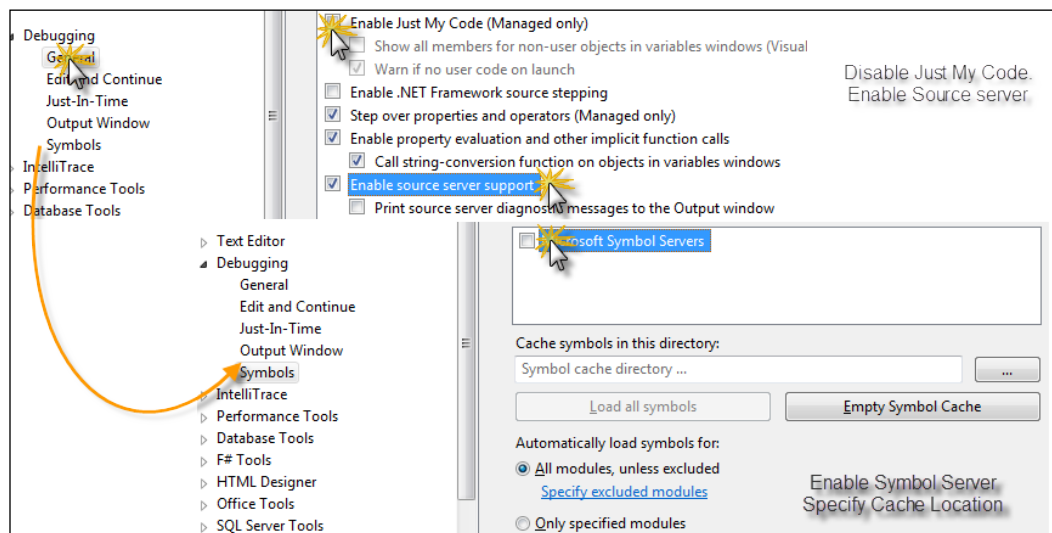 Debugging
General
Edit and Continue
Just-In-Time
Output Window
Symbols
IntelliTrace
Performance Tools
Database Tools
Enable Just My Code (Managed only)
Show all members for non-user objects in variables windows (Visual
Warn if no user code on launch
Enable .NET Framework source stepping
Step over properties and operators (Managed only)
Enable property evaluation and other implicit function calls
Call string-conversion function on objects in variables windows
Enable source server support
Print source server diagnostic messages to the Output window
Disable Just My Code.
Enable Source server
Text Editor
Debugging
General
Edit and Continue
Just-In-Time
Output Window
Symbols
IntelliTrace
Performance Tools
Database Tools
F# Tools
HTML Designer
Office Tools
SQL Server Tools
Microsoft Symbol Servers
Cache symbols in this directory:
Symbol cache directory ...
...
Load all symbols
Empty Symbol Cache
Automatically load symbols for:
All modules, unless excluded
Specify excluded modules
Only specified modules
Enable Symbol Server,
Specify Cache Location